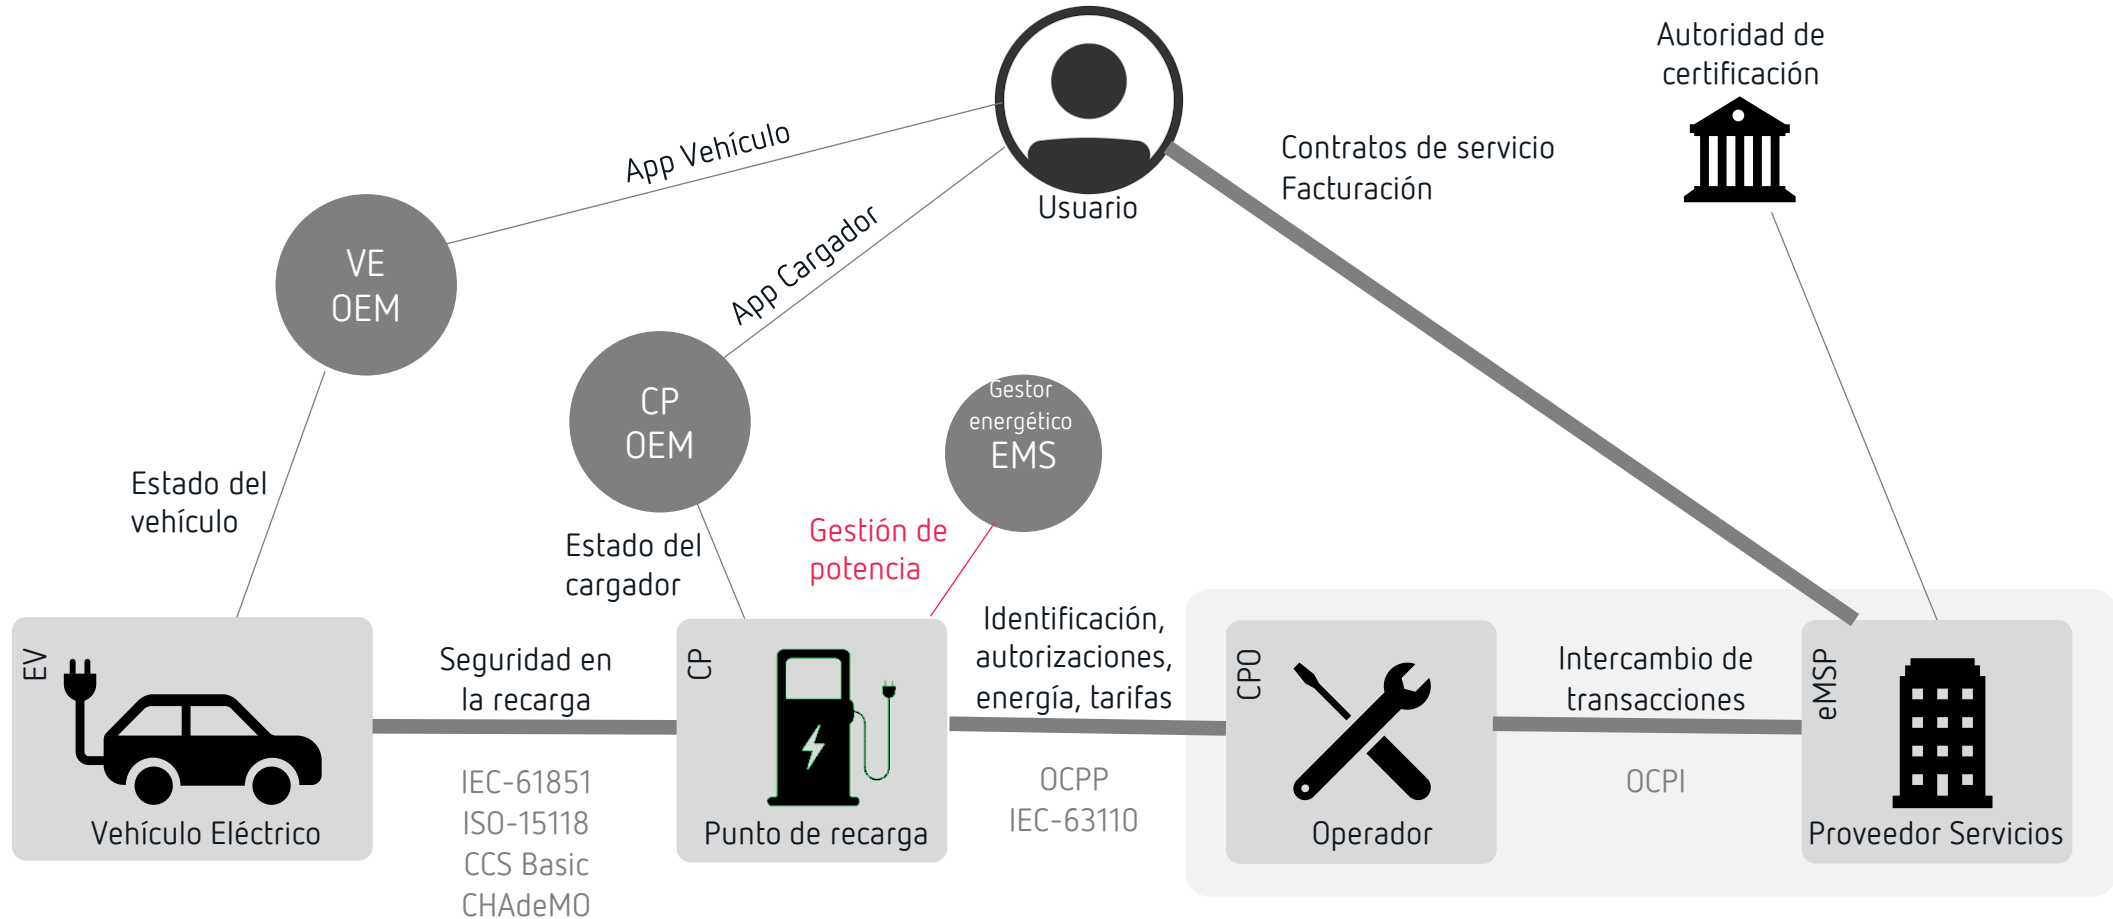 Autoridad de
certificación
App Vehículo
Contratos de servicio
Facturación
Usuario
VE
OEM
App Cargador
CP
OEM
Gestor
energético
EMS
Estado del
vehículo
Gestión de
potencia
Estado del
cargador
Identificación,
autorizaciones,
energía, tarifas
EV
Seguridad en
la recarga
CP
CPO
Intercambio de
transacciones
eMSP
IEC-61851
ISO-15118
CCS Basic
CHAdeMO
OCPP
IEC-63110
OCPI
Vehículo Eléctrico
Punto de recarga
Operador
Proveedor Servicios